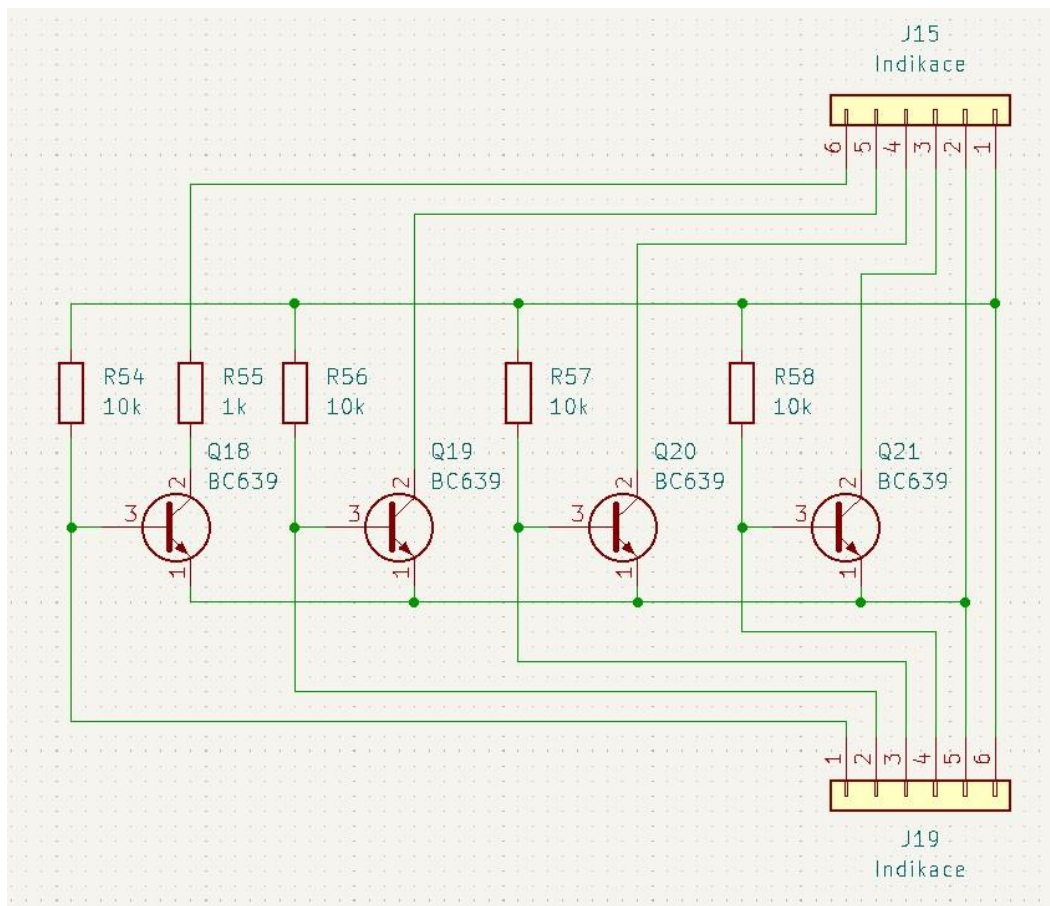 J15
Indikace
6 5 4 3 2 1
R54
10k
R55
1k
R56
10k
R57
10k
R58
10k
Q18
BC639
Q19
BC639
Q20
BC639
Q21
BC639
2
3
1
2
3
1
2
3
1
2
3
1
1 2 3 4 5 6
J19
Indikace